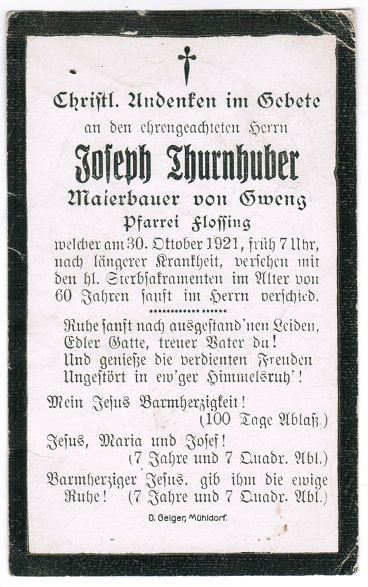 Christl. Andenken im Gebete
an den ehrengeachteten Herrn
Joseph Thurnhuber
Maierbauer von Gweng
Pfarrei Flossing
welcher am 30. Oktober 1921, früh 7 Uhr,
nach längerer Krankheit, versehen mit
den hl. Sterbsakramenten im Alter von
60 Jahren sanft im Herrn verschied.
Ruhe sanft nach ausgestand'nen Leiden,
Edler Gatte, treuer Vater du!
Und genieße die verdienten Freuden
Ungestört in ew'ger Himmelsruh'!
Mein Jesus Barmherzigkeit!
(100 Tage Ablaß.)
Jesus, Maria und Josef!
(7 Jahre und 7 Quadr. Abl.)
Barmherziger Jesus, gib ihm die ewige
Ruhe! (7 Jahre und 7 Quadr. Abl.)
D. Geiger, Mühldorf.